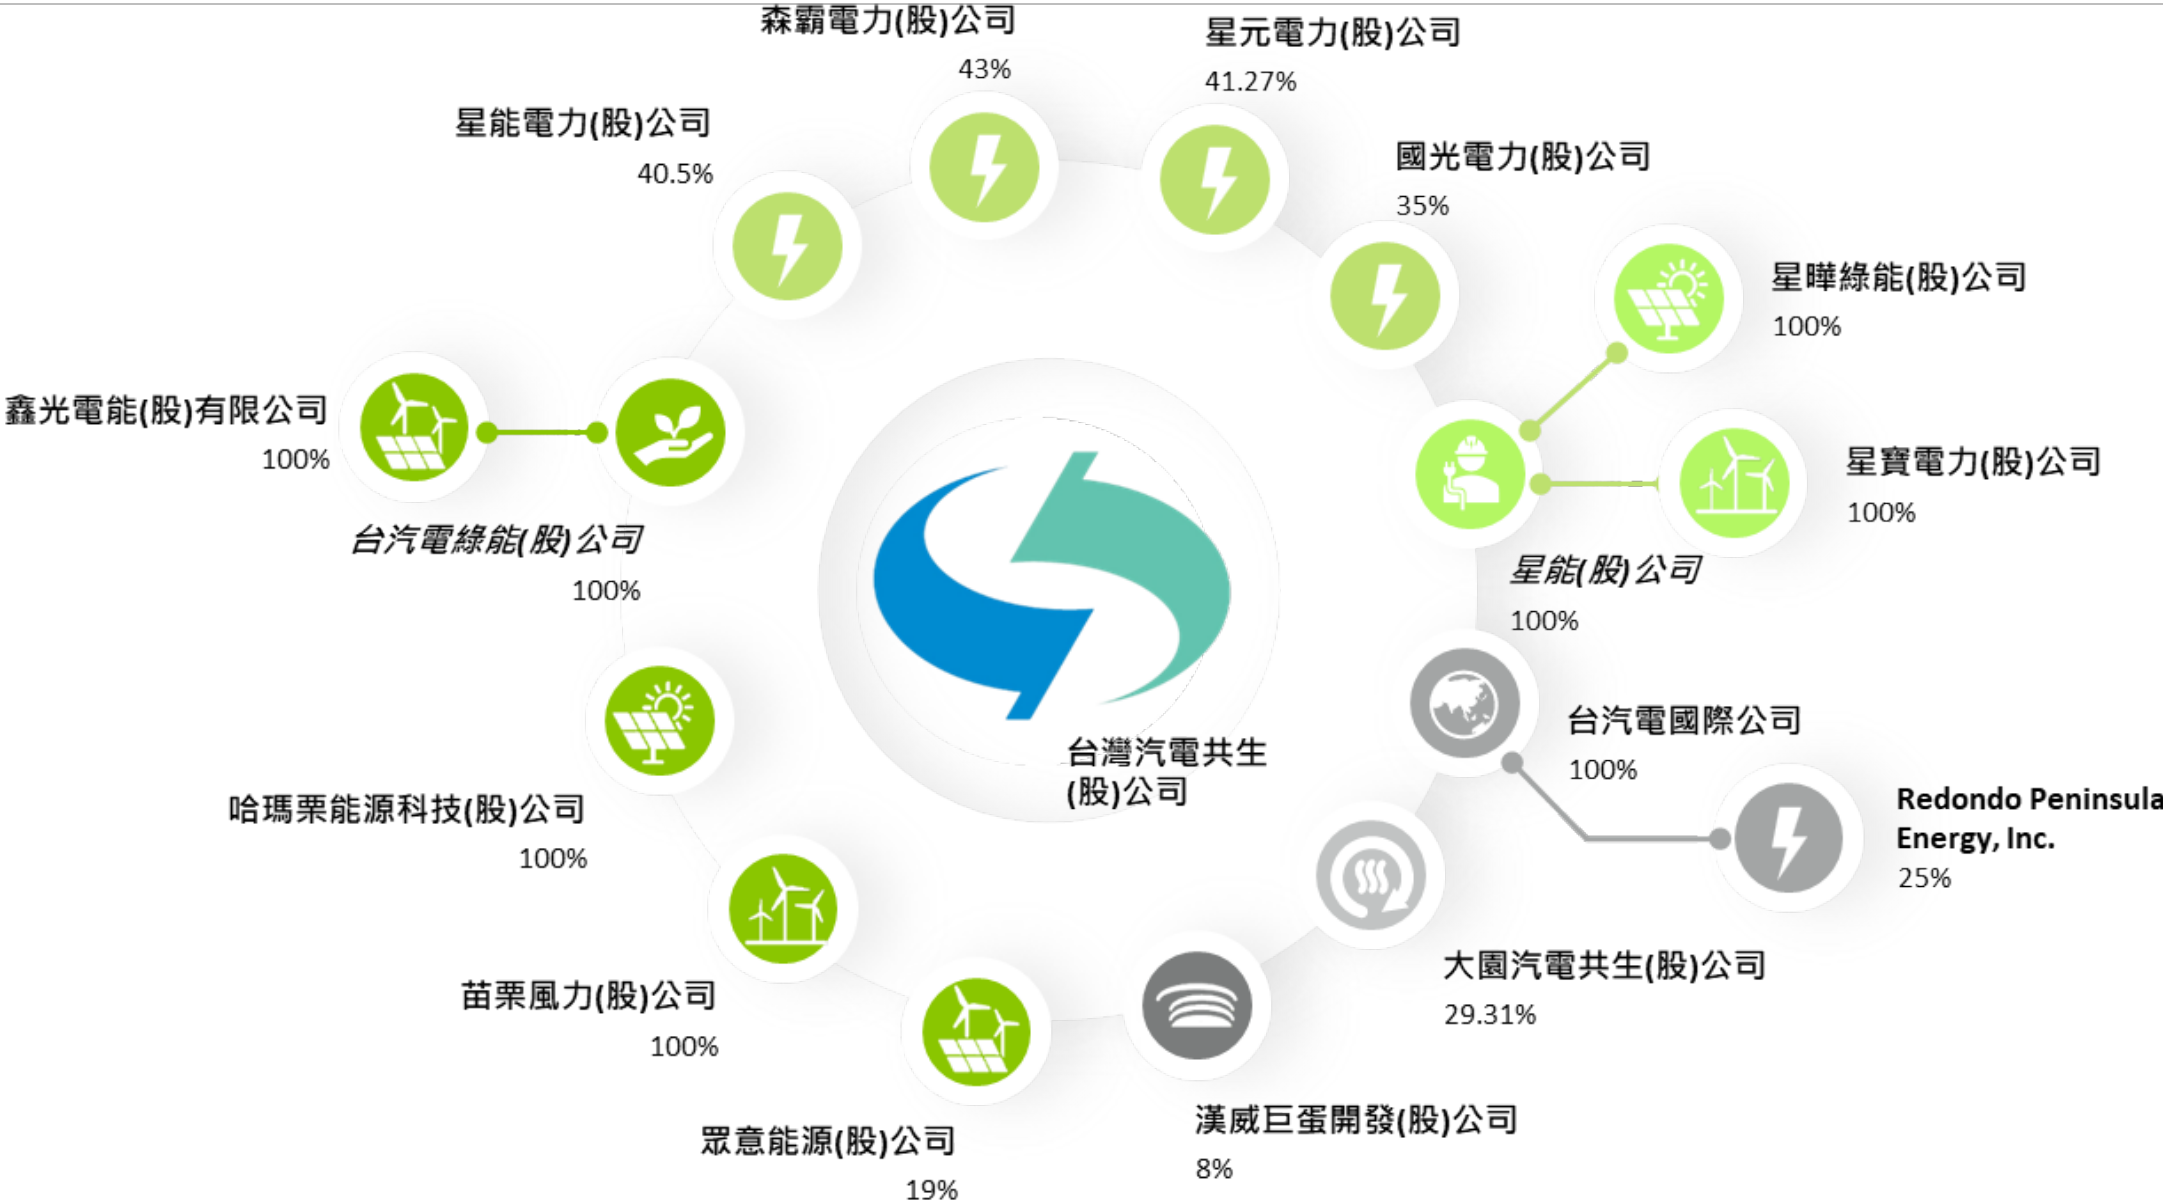 森霸電力(股)公司
43%
星元電力(股)公司
41.27%
星能電力(股)公司
40.5%
國光電力(股)公司
35%
星曄綠能(股)公司
100%
鑫光電能(股)有限公司
100%
星寶電力(股)公司
100%
台汽電綠能(股)公司
100%
星能(股)公司
100%
台汽電國際公司
100%
台灣汽電共生
(股)公司
Redondo Peninsula
Energy, Inc.
25%
哈瑪栗能源科技(股)公司
100%
大園汽電共生(股)公司
29.31%
苗栗風力(股)公司
100%
漢威巨蛋開發(股)公司
8%
眾意能源(股)公司
19%